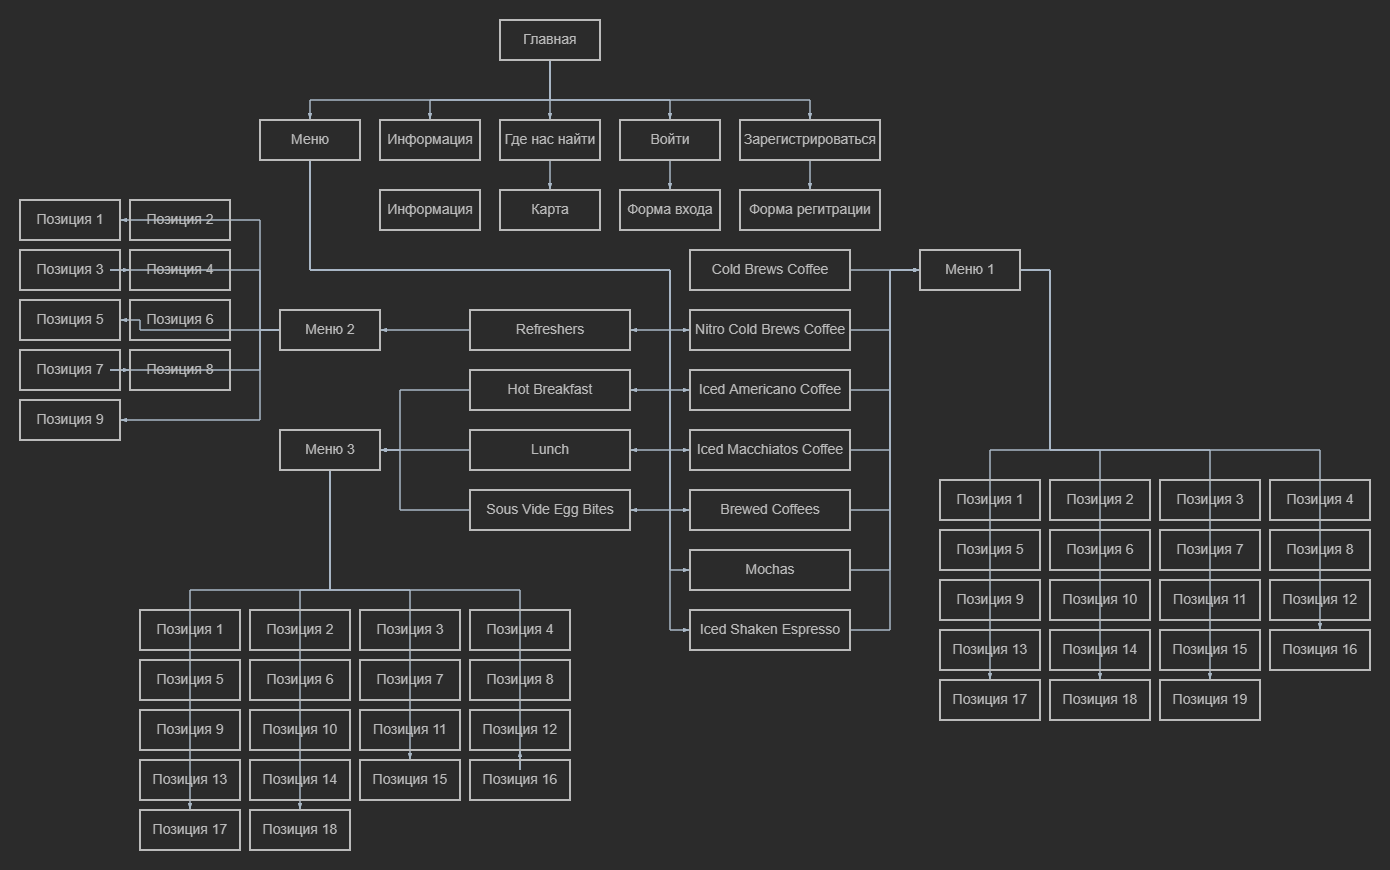 Главная
Меню
Информация
Где нас найти
Войти
Зарегистрироваться
Информация
Карта
Форма входа
Форма регитрации
Позиция 1
Позиция 2
Позиция 3
Позиция 4
Позиция 5
Позиция 6
Позиция 7
Позиция 8
Позиция 9
Меню 2
Меню 3
Refreshers
Hot Breakfast
Lunch
Sous Vide Egg Bites
Cold Brews Coffee
Nitro Cold Brews Coffee
Iced Americano Coffee
Iced Macchiatos Coffee
Brewed Coffees
Mochas
Iced Shaken Espresso
Меню 1
Позиция 1
Позиция 2
Позиция 3
Позиция 4
Позиция 5
Позиция 6
Позиция 7
Позиция 8
Позиция 9
Позиция 10
Позиция 11
Позиция 12
Позиция 13
Позиция 14
Позиция 15
Позиция 16
Позиция 17
Позиция 18
Позиция 19
Позиция 1
Позиция 2
Позиция 3
Позиция 4
Позиция 5
Позиция 6
Позиция 7
Позиция 8
Позиция 9
Позиция 10
Позиция 11
Позиция 12
Позиция 13
Позиция 14
Позиция 15
Позиция 16
Позиция 17
Позиция 18